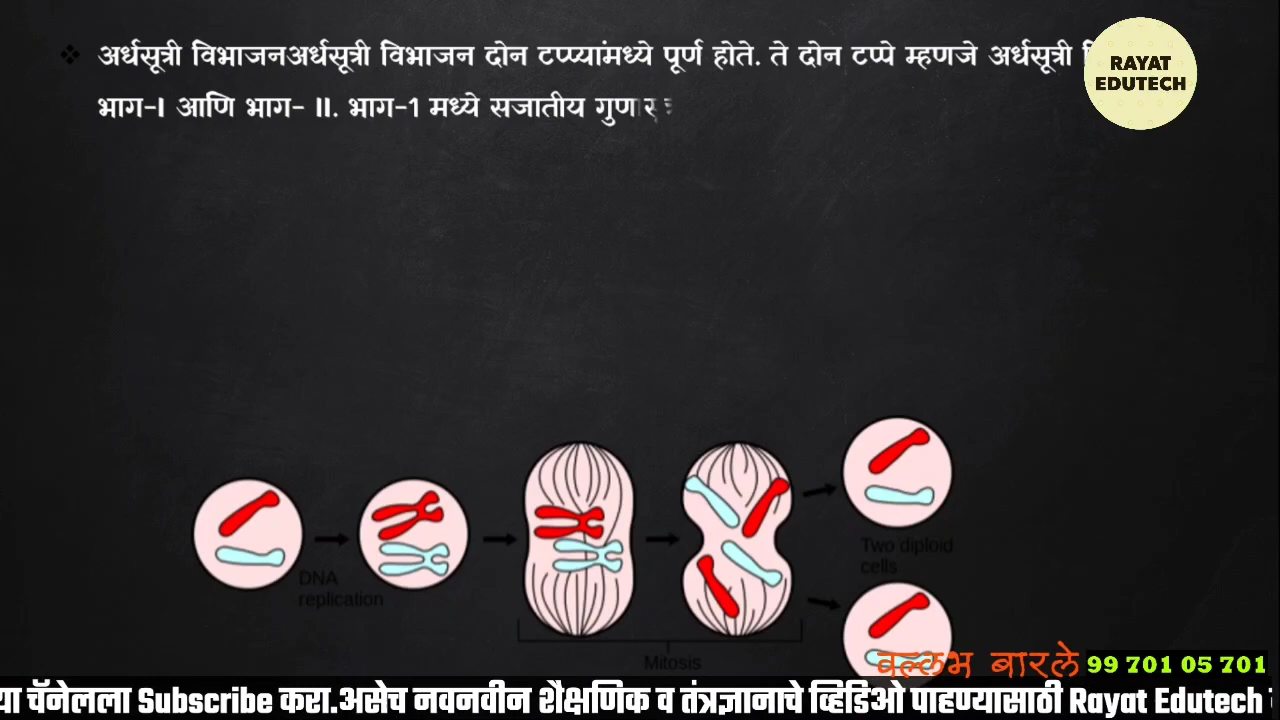 ❖ अर्धसूत्री विभाजनअर्धसूत्री विभाजन दोन टप्प्यांमध्ये पूर्ण होते. ते दोन टप्पे म्हणजे अर्धसूत्री
भाग-I आणि भाग- II. भाग-1 मध्ये सजातीय
RAYAT
EDUTECH
DNA
replication
Mitosis
Two diploid
cells
वल्लभ बारले 99 701 05 701
चॅनेलला Subscribe करा.असेच नवनवीन शैक्षणिक व तंत्रज्ञानाचे व्हिडिओ पाहण्यासाठी Rayat Edutech